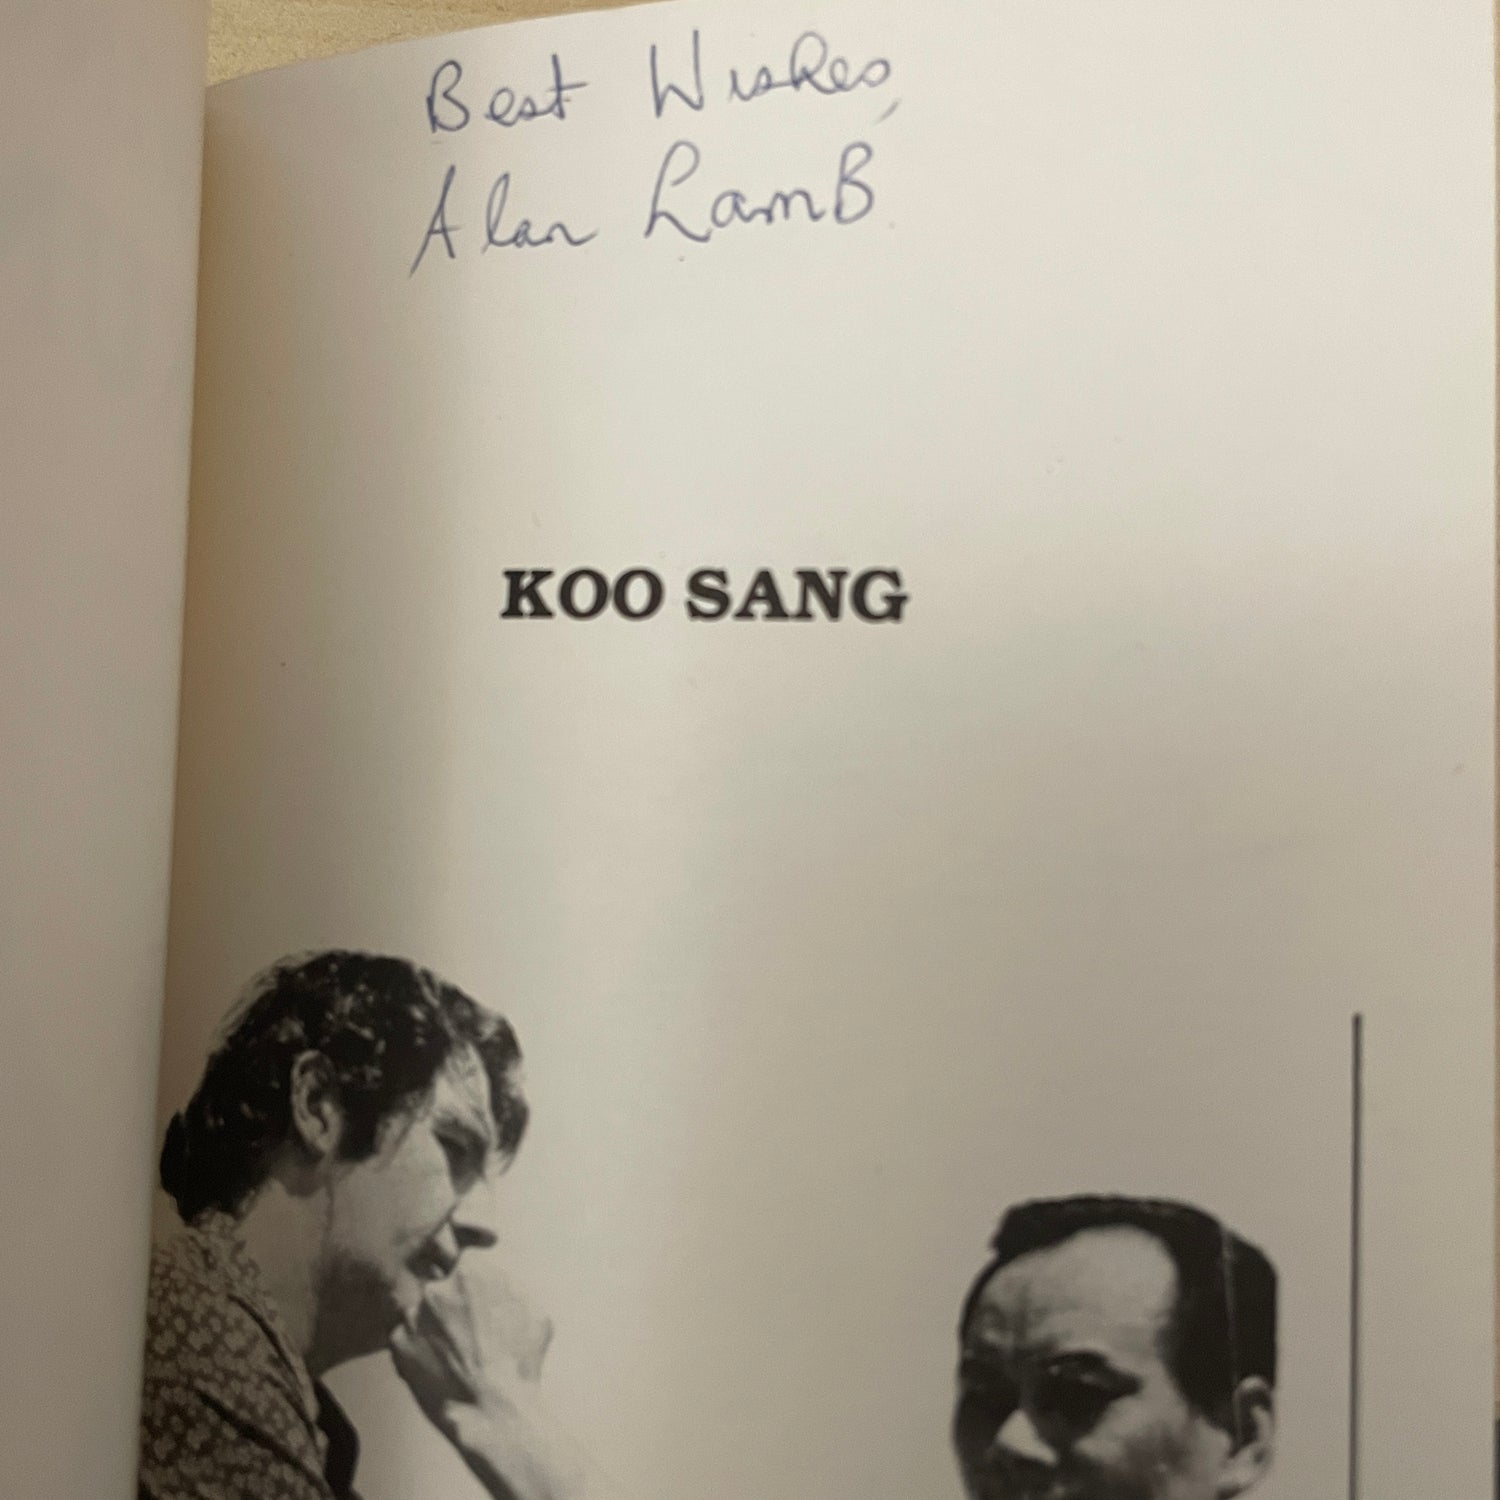 Best Wishes,
Alan Lamb
KOO SANG